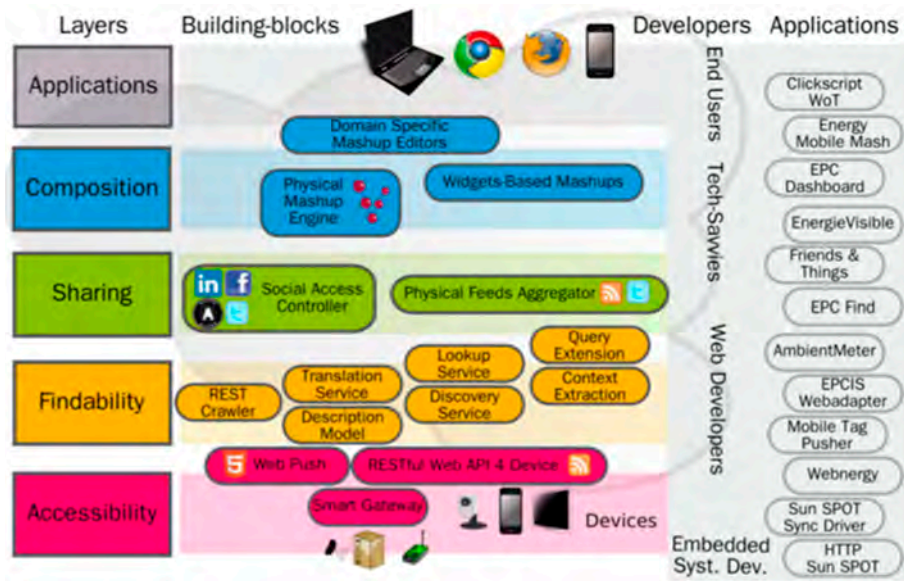 Layers
Building-blocks
Developers
Applications
Applications
Domain Specific
Mashup Editors
Composition
Physical
Mashup
Engine
Widgets-Based Mashups
Sharing
in
f
A
t
Social Access
Controller
Physical Feeds Aggregator
t
Findability
REST
Crawler
Translation
Service
Description
Model
Lookup
Service
Discovery
Service
Query
Extension
Context
Extraction
Accessibility
5
Web Push
RESTful Web API 4 Device
Smart Gateway
Devices
End Users
Tech-Savvies
Web Developers
Embedded
Syst. Dev.
Clickscript
WoT
Energy
Mobile Mash
EPC
Dashboard
EnergieVisible
Friends &
Things
EPC Find
AmbientMeter
EPCIS
Webadapter
Mobile Tag
Pusher
Webnergy
Sun SPOT
Sync Driver
HTTP
Sun SPOT